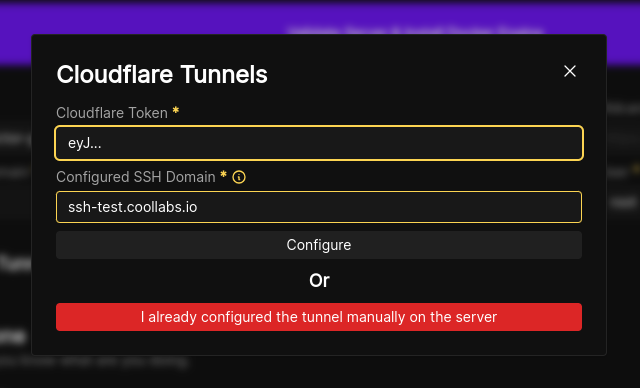 Cloudflare Tunnels
Cloudflare Token *
eyJ...
Configured SSH Domain *
ssh-test.coollabs.io
Configure
Or
I already configured the tunnel manually on the server